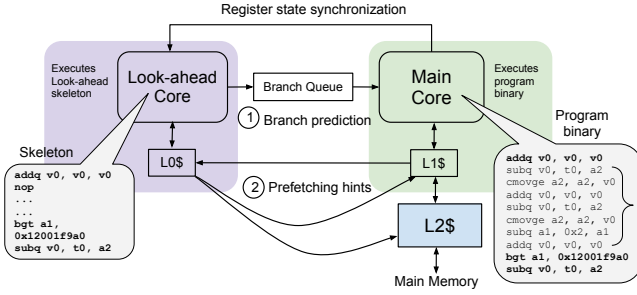 Register state synchronization
Executes
Look-ahead
skeleton
Look-ahead
Core
Branch Queue
Main
Core
Executes
program
binary
1 Branch prediction
Skeleton
Program
binary
L0$
L1$
2 Prefetching hints
addq v0, v0, v0
nop
...
...
bgt a1,
0x12001f9a0
subq v0, t0, a2
addq v0, v0, v0
subq v0, t0, a2
cmovge a2, a2, v0
addq v0, v0, v0
subq v0, t0, a2
cmovge a2, a2, v0
subq a1, 0x2, a1
addq v0, v0, v0
bgt a1, 0x12001f9a0
subq v0, t0, a2
L2$
Main Memory